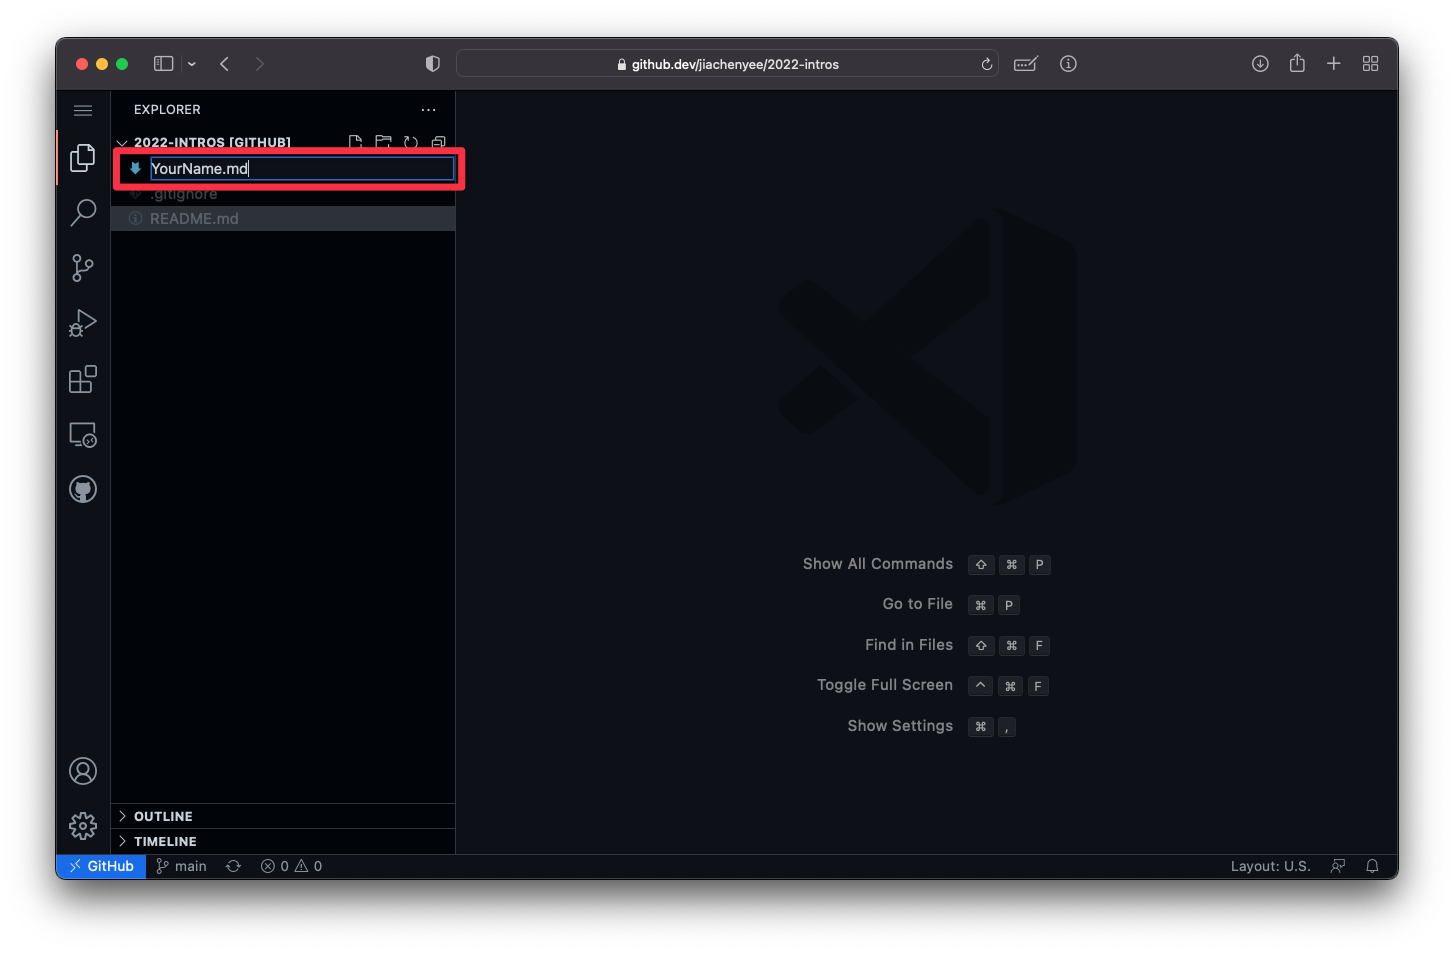 github.dev/jiachenyee/2022-intros
EXPLORER
2022-INTROS [GITHUB]
YourName.md
.gitignore
README.md
Show All Commands ⇧ ⌘ P
Go to File ⌘ P
Find in Files ⇧ ⌘ F
Toggle Full Screen ^ ⌘ F
Show Settings ⌘ ,
OUTLINE
TIMELINE
GitHub main 0 0 Layout: U.S.